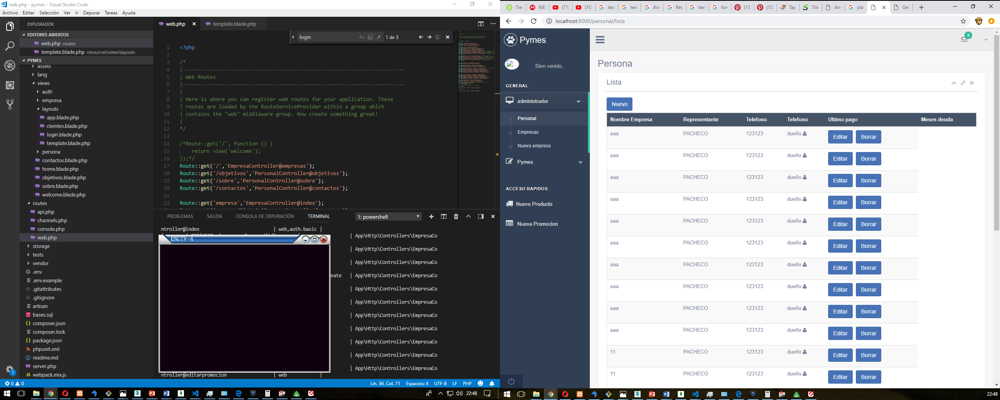 web.php - pymes - Visual Studio Code
Archivo Editar Selección Ver Ir Depurar Tareas Ayuda
EXPLORADOR
EDITORES ABIERTOS
web.php routes
template.blade.php resources\views\layouts
PYMES
assets
lang
views
auth
empresa
layouts
app.blade.php
cleintes.blade.php
login.blade.php
template.blade.php
persona
contactos.blade.php
home.blade.php
objetivos.blade.php
sobre.blade.php
welcome.blade.php
routes
api.php
channels.php
console.php
web.php
storage
tests
vendor
.env
.env.example
.gitattributes
.gitignore
artisan
bases.sql
composer.json
composer.lock
package.json
phpunit.xml
readme.md
server.php
webpack.mix.js
web.php template.blade.php
login Aa Abl .* 1 de 3
1 <?php
2
3 /*
4 |--------------------------------------------------------------------------
5 | Web Routes
6 |--------------------------------------------------------------------------
7 |
8 | Here is where you can register web routes for your application. These
9 | routes are loaded by the RouteServiceProvider within a group which
10 | contains the "web" middleware group. Now create something great!
11 |
12 */
13
14 /*Route::get('/', function () {
15 return view('welcome');
16 });*/
17 Route::get('/','EmpresaController@empresas');
18 Route::get('/objetivos','PersonalController@objetivos');
19 Route::get('/sobre','PersonalController@sobre');
20 Route::get('/contactos','PersonalController@contactos');
21
22 Route::get('empresa','EmpresaController@index');
PROBLEMAS SALIDA CONSOLA DE DEPURACIÓN TERMINAL 1: powershell
ntroller@index | web,auth.basic |
| App\Http\Controllers\EmpresaCo
ENUTV-4
| App\Http\Controllers\EmpresaCo
| App\Http\Controllers\EmpresaCo
eate | App\Http\Controllers\EmpresaCo
| App\Http\Controllers\EmpresaCo
| App\Http\Controllers\EmpresaCo
| App\Http\Controllers\EmpresaCo
| App\Http\Controllers\EmpresaCo
| App\Http\Controllers\EmpresaCo
| App\Http\Controllers\EmpresaCo
| App\Http\Controllers\EmpresaCo
ntroller@editarpromocion | web |
1
0 0 Lín. 36, Col. 71 Espacios: 4 UTF-8 LF PHP
22:48
Tier ME (71) (10: text text Avi Res text forr (13 (13 Tap Tile Am pla Ger
localhost:8000/personal/lista
Pymes
6
Bien venido,
GENERAL
administrador
Personal
Empresas
Nueva empresa
Pymes
ACCESO RAPIDOS
Nuevo Producto
Nueva Promocion
Persona
Lista
Nuevo
Nombre Empresa Representante Telefono Telefono Ultimo pago Meses deuda
aaa PACHECO 123123 dueño Editar Borrar
aaa PACHECO 123123 dueño Editar Borrar
aaa PACHECO 123123 dueño Editar Borrar
aaa PACHECO 123123 dueño Editar Borrar
aaa PACHECO 123123 dueño Editar Borrar
aaa PACHECO 123123 dueño Editar Borrar
aaa PACHECO 123123 dueño Editar Borrar
aaa PACHECO 123123 dueño Editar Borrar
aaa PACHECO 123123 dueño Editar Borrar
aaa PACHECO 123123 dueño Editar Borrar
11 PACHECO 123123 dueño Editar Borrar
11 PACHECO 123123 dueño Editar Borrar
22:48